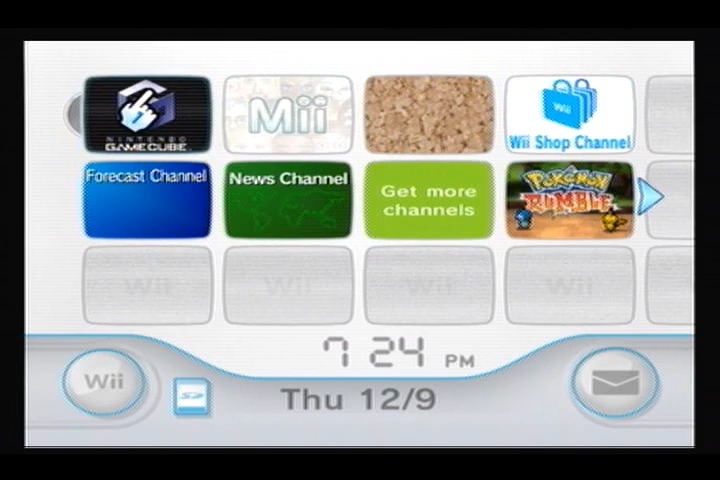 NINTENDO
GAMECUBE
Mii
Wii
Wii Shop Channel
Forecast Channel
News Channel
Get more
channels
POKéMON
RUMBLE
Wii
Wii
Wii
Wii
7 24 PM
Wii
SD
Thu 12/9